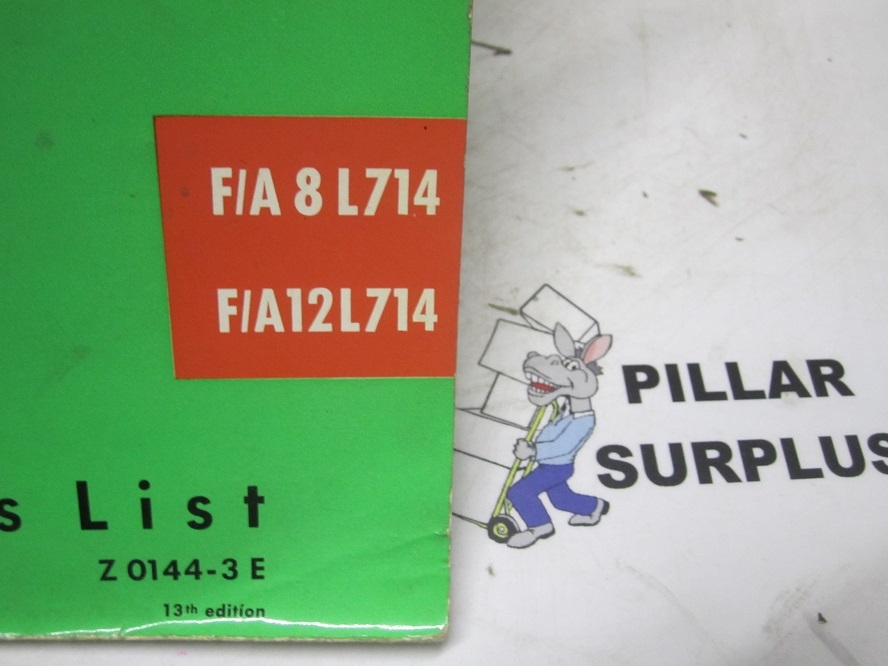 F/A 8 L714
F/A12L714
s List
Z 0144-3 E
13th edition
PILLAR
SURPLUS